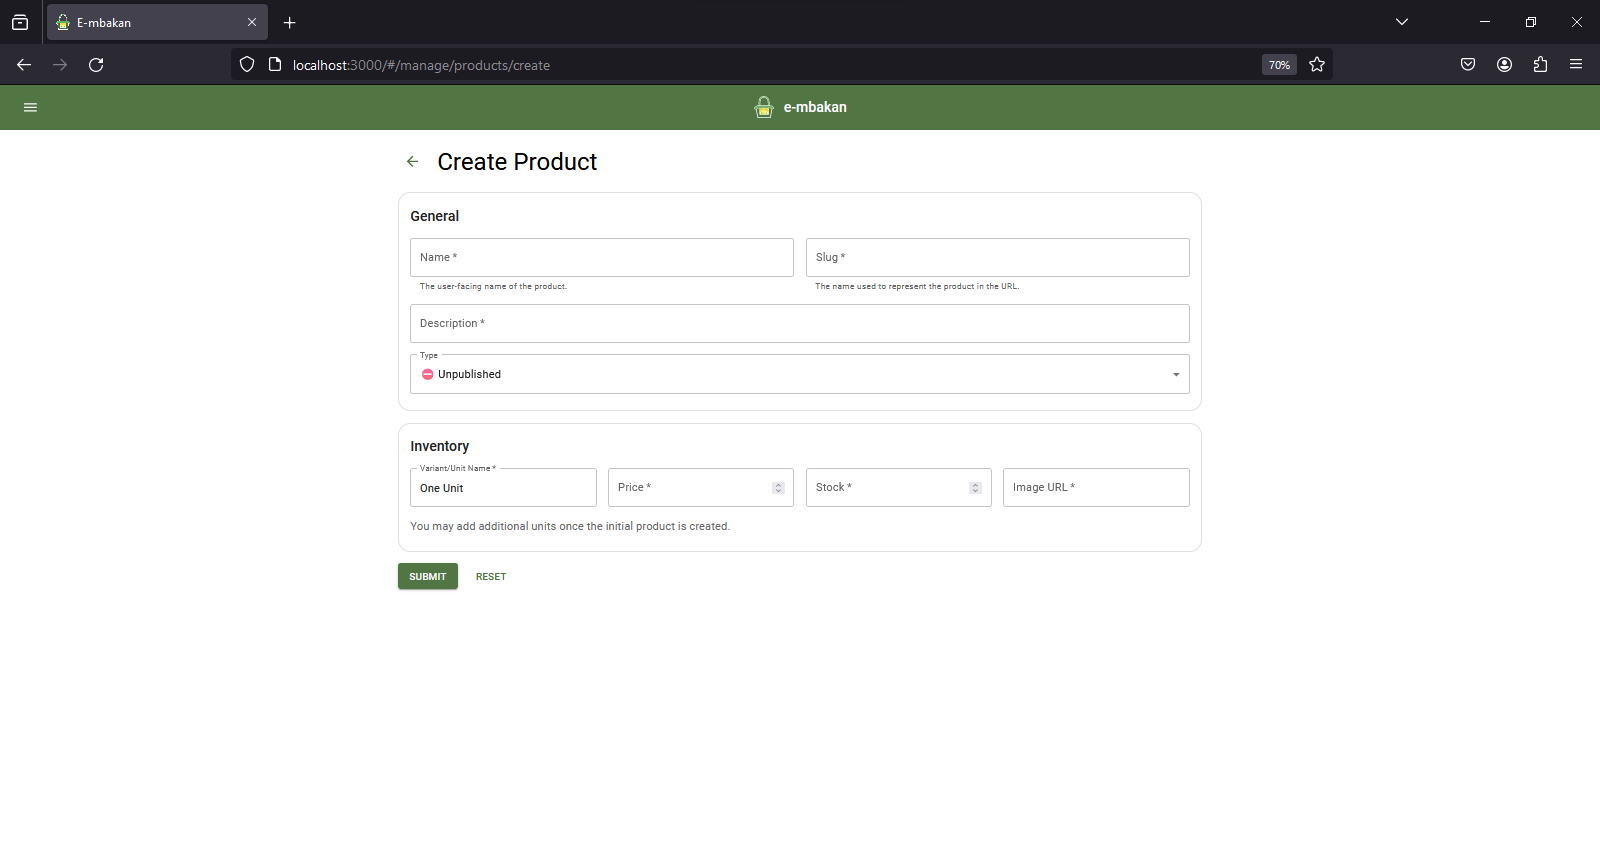 E-mbakan
localhost:3000/#/manage/products/create
70%
e-mbakan
Create Product
General
Name *
Slug *
The user-facing name of the product.
The name used to represent the product in the URL.
Description *
Type
Unpublished
Inventory
Variant/Unit Name *
One Unit
Price *
Stock *
Image URL *
You may add additional units once the initial product is created.
SUBMIT
RESET